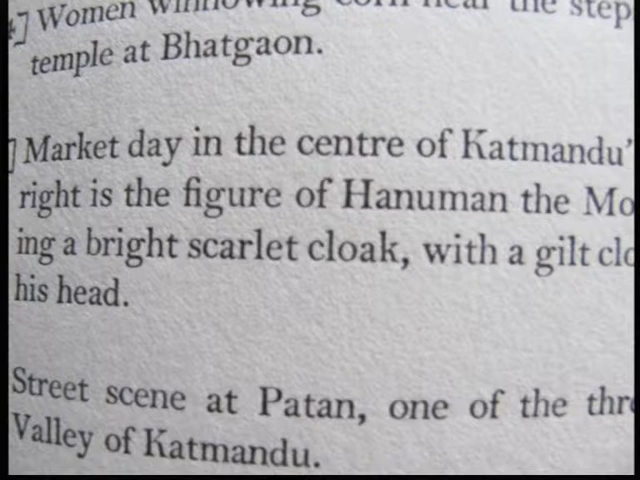 4] Women winnowing corn near the step
temple at Bhatgaon.
] Market day in the centre of Katmandu’
right is the figure of Hanuman the Mo
ing a bright scarlet cloak, with a gilt clo
his head.
Street scene at Patan, one of the thr
Valley of Katmandu.